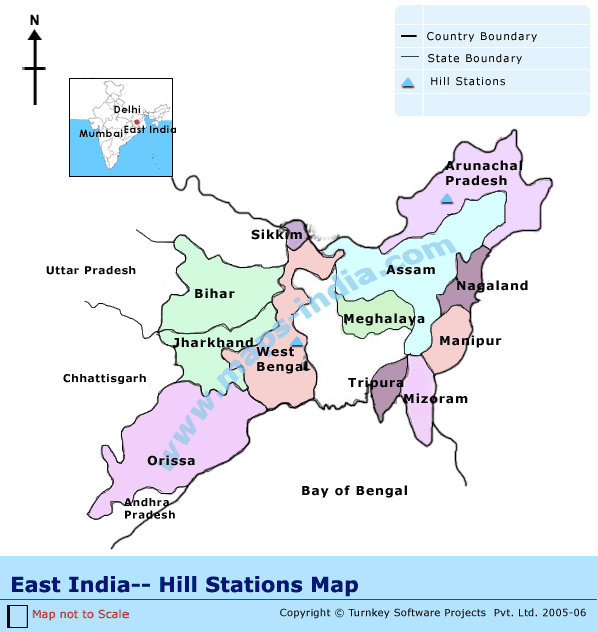 N
Country Boundary
State Boundary
Hill Stations
Delhi
Mumbai
East India
Arunachal
Pradesh
Sikkim
Assam
Uttar Pradesh
Nagaland
Bihar
Meghalaya
Jharkhand
Manipur
West
Bengal
Chhattisgarh
Tripura
Mizoram
www.maps-india.com
Orissa
Bay of Bengal
Andhra
Pradesh
East India-- Hill Stations Map
Map not to Scale
Copyright © Turnkey Software Projects Pvt. Ltd. 2005-06